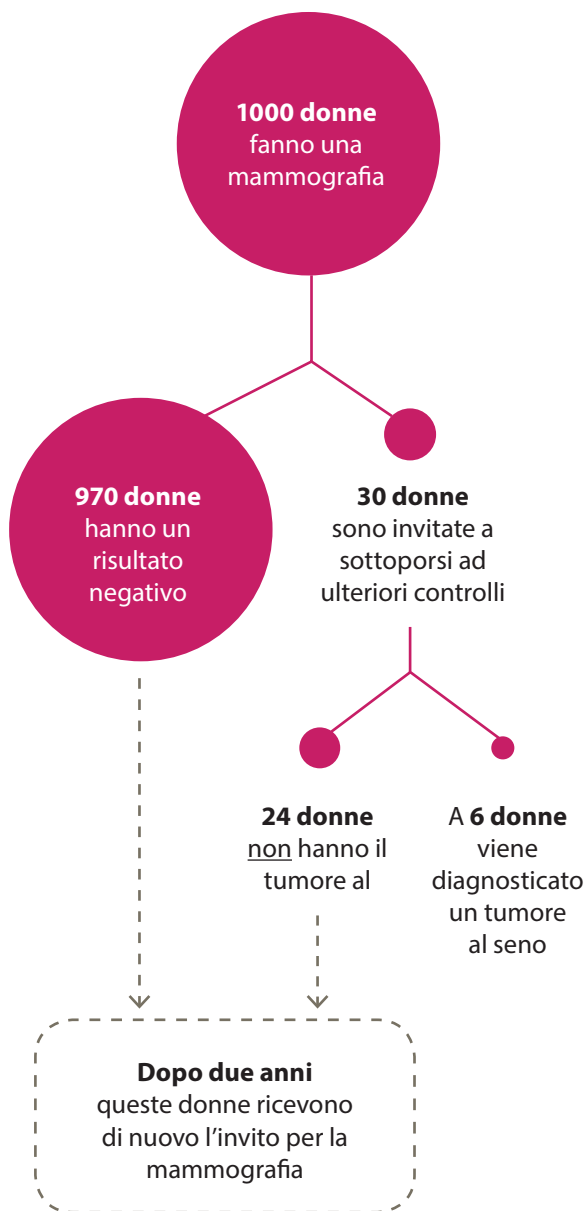 1000 donne
fanno una
mammografia
970 donne
hanno un
risultato
negativo
30 donne
sono invitate a
sottoporsi ad
ulteriori controlli
24 donne
non hanno il
tumore al
A 6 donne
viene
diagnosticato
un tumore
al seno
Dopo due anni
queste donne ricevono
di nuovo l’invito per la
mammografia